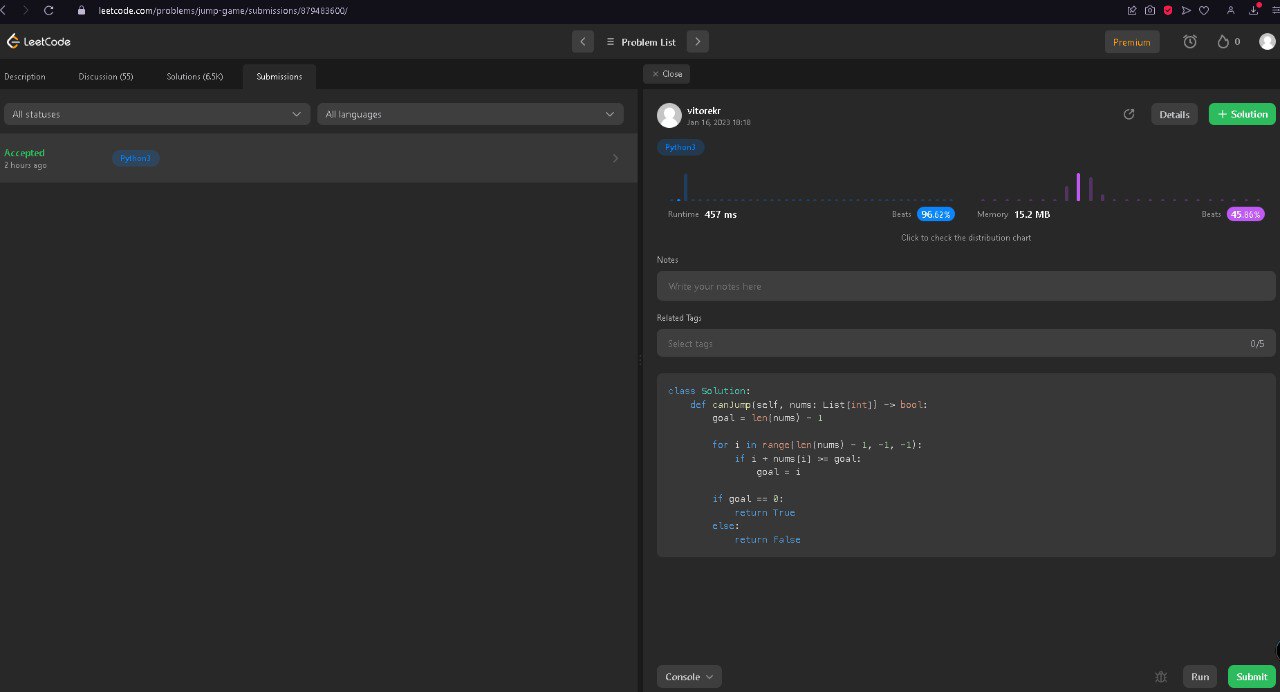 leetcode.com/problems/jump-game/submissions/879483600/
LeetCode
Problem List
Premium
0
Description
Discussion (55)
Solutions (6.5K)
Submissions
Close
All statuses
All languages
Accepted
2 hours ago
Python3
vitorekr
Jan 16, 2023 18:18
Details
+ Solution
Python3
Runtime 457 ms
Beats 96.62%
Memory 15.2 MB
Beats 45.86%
Click to check the distribution chart
Notes
Write your notes here
Related Tags
Select tags
0/5
class Solution:
    def canJump(self, nums: List[int]) -> bool:
        goal = len(nums) - 1

        for i in range(len(nums) - 1, -1, -1):
            if i + nums[i] >= goal:
                goal = i

        if goal == 0:
            return True
        else:
            return False
Console
Run
Submit